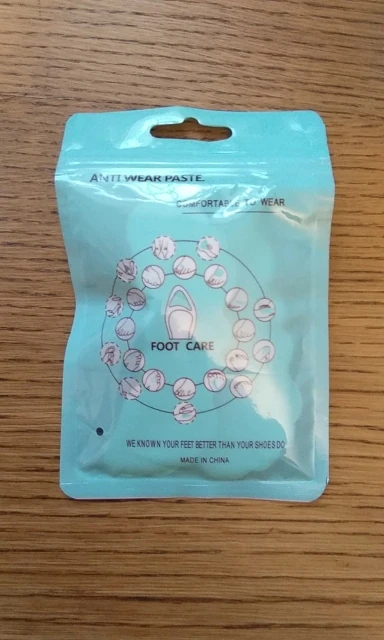 ANTI WEAR PASTE.
COMFORTABLE TO WEAR
FOOT CARE
WE KNOWN YOUR FEET BETTER THAN YOUR SHOES DO
MADE IN CHINA